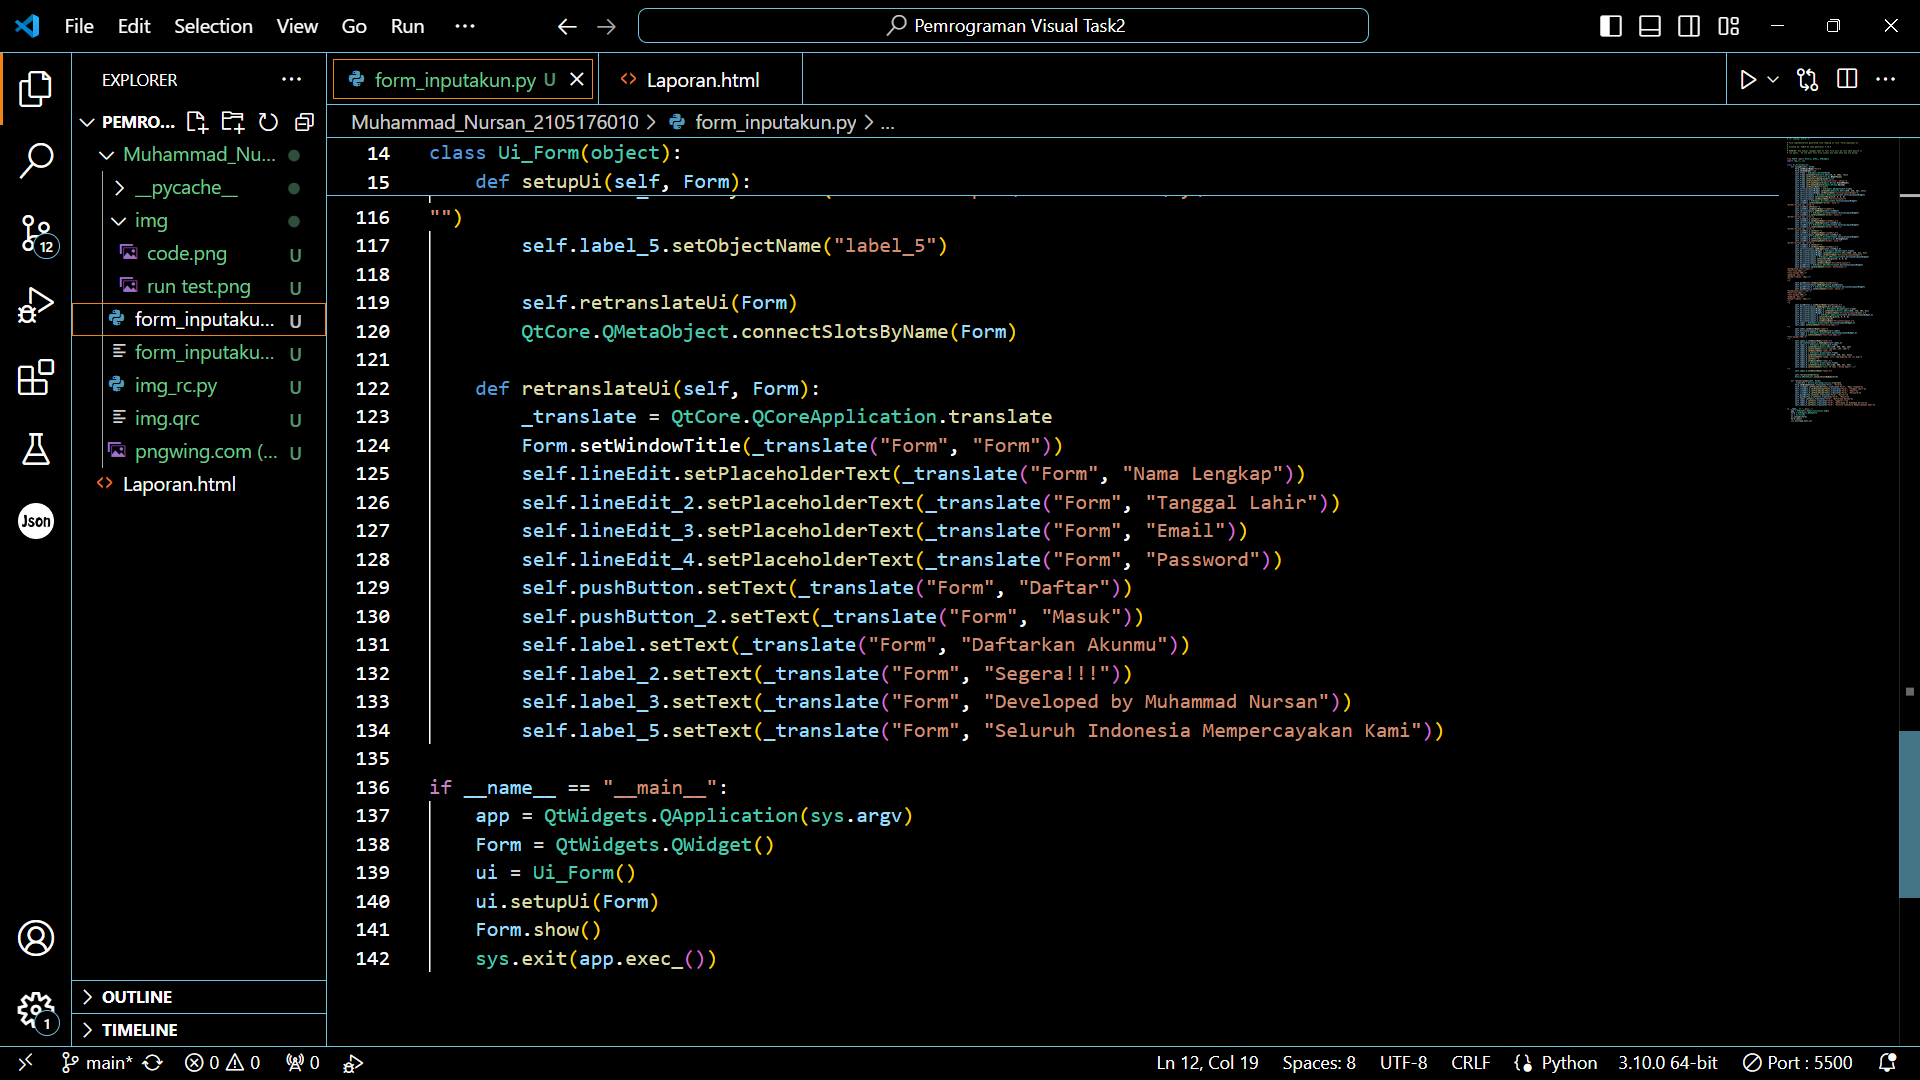 File Edit Selection View Go Run ···
Pemrograman Visual Task2
EXPLORER
form_inputakun.py U
Laporan.html
PEMRO...
Muhammad_Nursan_2105176010 > form_inputakun.py > ...
Muhammad_Nu...
__pycache__
img
code.png U
run test.png U
form_inputaku... U
form_inputaku... U
img_rc.py U
img.qrc U
pngwing.com (... U
Laporan.html
12
Json
1
OUTLINE
TIMELINE
14 class Ui_Form(object):
15 def setupUi(self, Form):
116 "")
117 self.label_5.setObjectName("label_5")
118
119 self.retranslateUi(Form)
120 QtCore.QMetaObject.connectSlotsByName(Form)
121
122 def retranslateUi(self, Form):
123 _translate = QtCore.QCoreApplication.translate
124 Form.setWindowTitle(_translate("Form", "Form"))
125 self.lineEdit.setPlaceholderText(_translate("Form", "Nama Lengkap"))
126 self.lineEdit_2.setPlaceholderText(_translate("Form", "Tanggal Lahir"))
127 self.lineEdit_3.setPlaceholderText(_translate("Form", "Email"))
128 self.lineEdit_4.setPlaceholderText(_translate("Form", "Password"))
129 self.pushButton.setText(_translate("Form", "Daftar"))
130 self.pushButton_2.setText(_translate("Form", "Masuk"))
131 self.label.setText(_translate("Form", "Daftarkan Akunmu"))
132 self.label_2.setText(_translate("Form", "Segera!!!"))
133 self.label_3.setText(_translate("Form", "Developed by Muhammad Nursan"))
134 self.label_5.setText(_translate("Form", "Seluruh Indonesia Mempercayakan Kami"))
135
136 if __name__ == "__main__":
137 app = QtWidgets.QApplication(sys.argv)
138 Form = QtWidgets.QWidget()
139 ui = Ui_Form()
140 ui.setupUi(Form)
141 Form.show()
142 sys.exit(app.exec_())
main* 0 0 0
Ln 12, Col 19 Spaces: 8 UTF-8 CRLF Python 3.10.0 64-bit Port : 5500